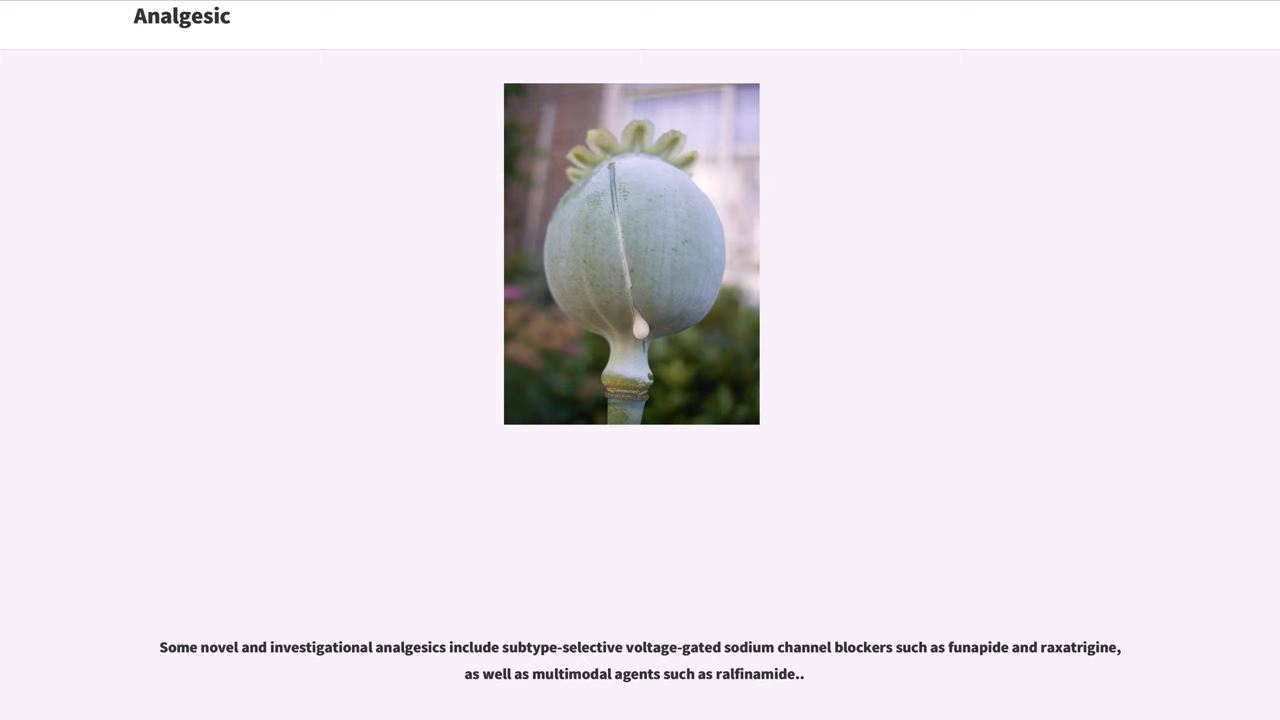 Analgesic
Some novel and investigational analgesics include subtype-selective voltage-gated sodium channel blockers such as funapide and raxatrigine,
as well as multimodal agents such as ralfinamide..